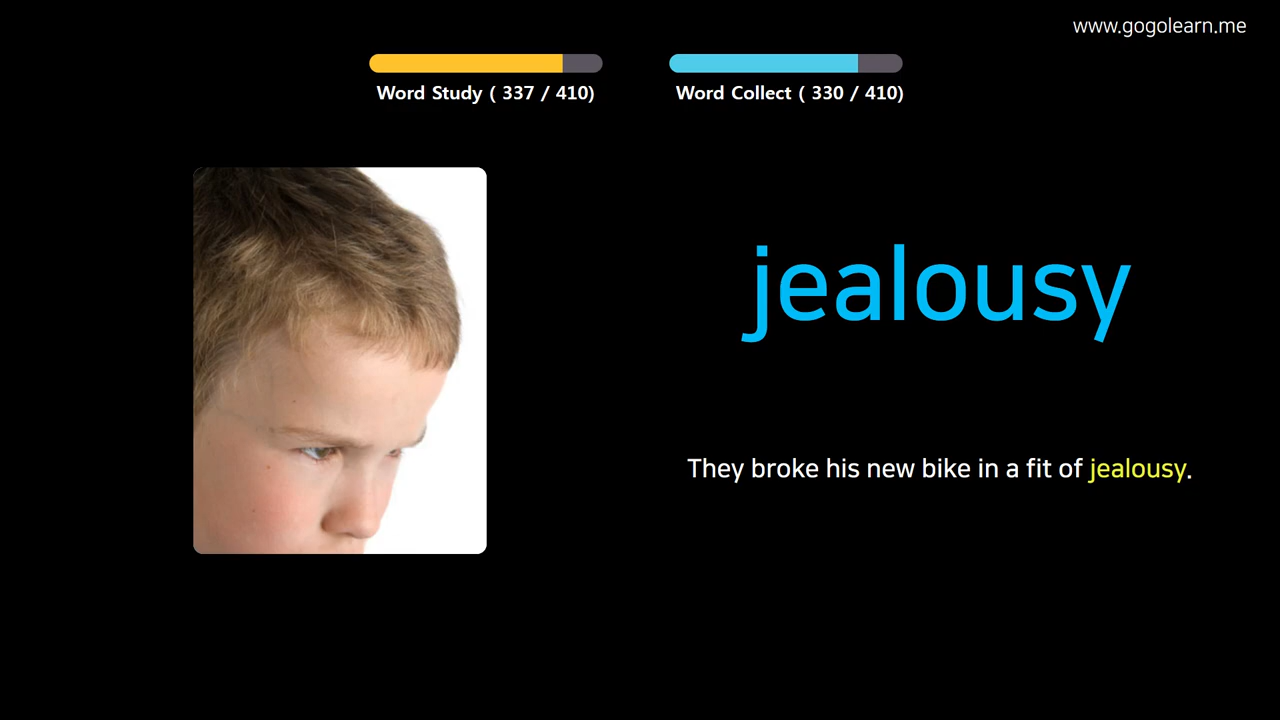 www.gogolearn.me
Word Study ( 337 / 410)
Word Collect ( 330 / 410)
jealousy
They broke his new bike in a fit of jealousy.